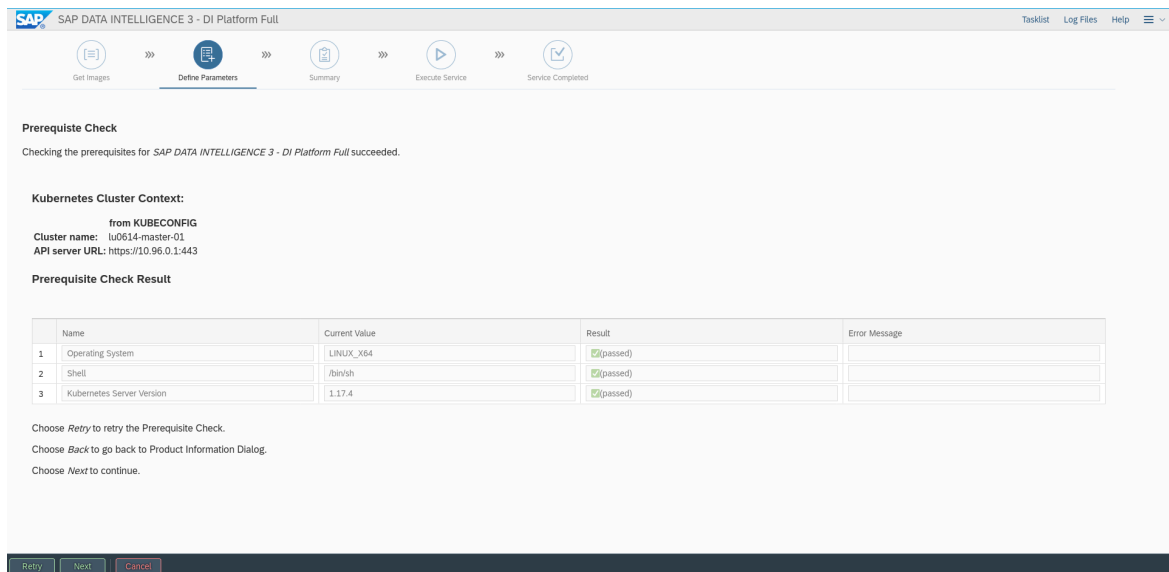 SAP SAP DATA INTELLIGENCE 3 - DI Platform Full Tasklist Log Files Help
Get Images Define Parameters Summary Execute Service Service Completed
Prerequiste Check
Checking the prerequisites for SAP DATA INTELLIGENCE 3 - DI Platform Full succeeded.
Kubernetes Cluster Context:
from KUBECONFIG
Cluster name: lu0614-master-01
API server URL: https://10.96.0.1:443
Prerequisite Check Result
Name Current Value Result Error Message
1 Operating System LINUX_X64 (passed)
2 Shell /bin/sh (passed)
3 Kubernetes Server Version 1.17.4 (passed)
Choose Retry to retry the Prerequisite Check.
Choose Back to go back to Product Information Dialog.
Choose Next to continue.
Retry Next Cancel